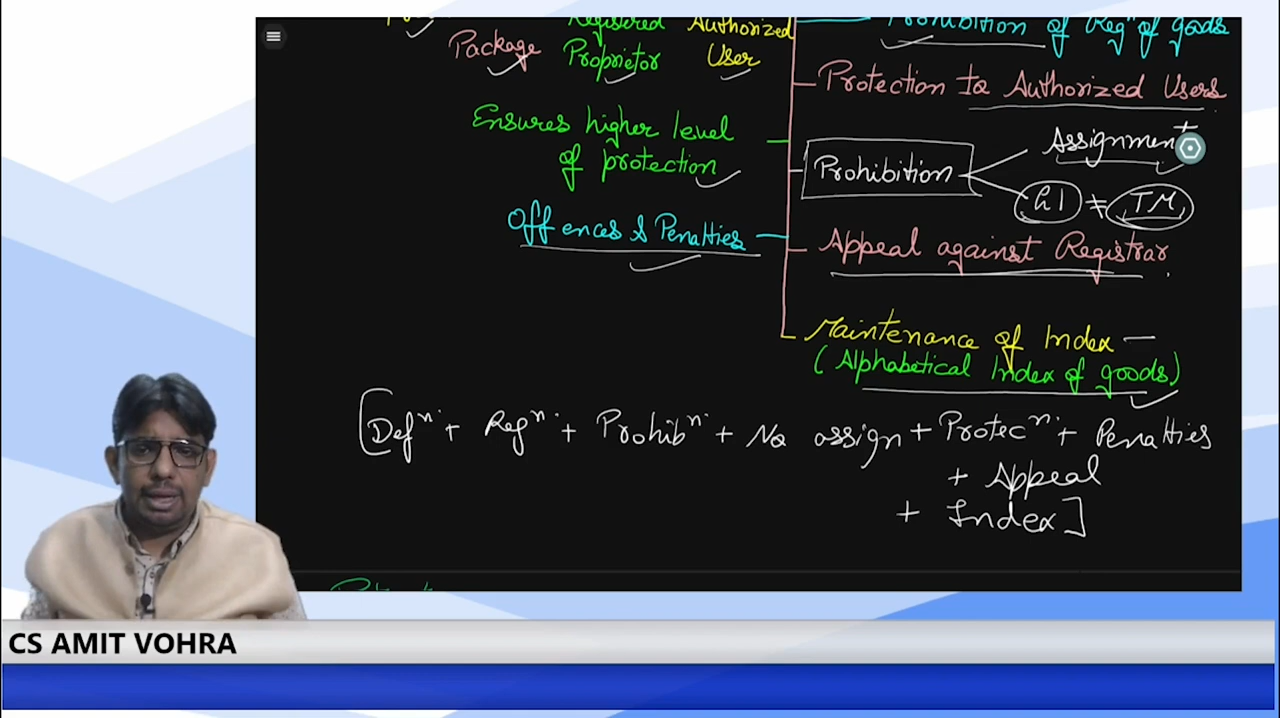 Registered Authorized
Package Proprietor User
Prohibition of Regⁿ of goods
Protection to Authorized Users
Ensures higher level
of protection
Prohibition
Assignment
GI ≠ TM
Offences & Penalties
Appeal against Registrar
Maintenance of Index —
(Alphabetical Index of goods)
[Defⁿ + Regⁿ + Prohibⁿ + No assign + Protecⁿ + Penalties
+ Appeal
+ Index]
CS AMIT VOHRA